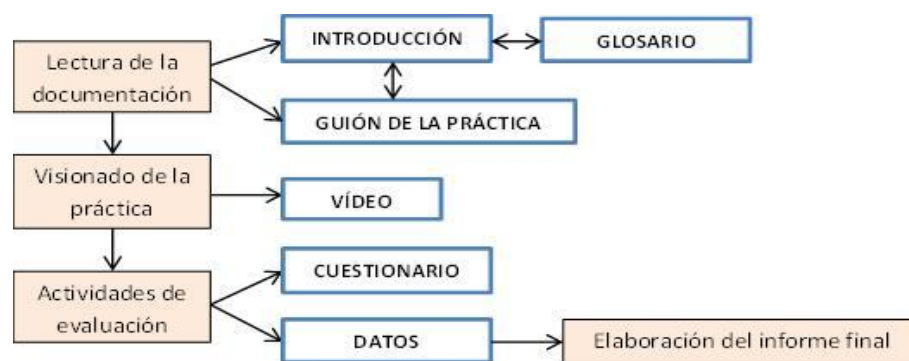 Lectura de la
documentación
INTRODUCCIÓN
GLOSARIO
GUIÓN DE LA PRÁCTICA
Visionado de la
práctica
VÍDEO
Actividades de
evaluación
CUESTIONARIO
DATOS
Elaboración del informe final